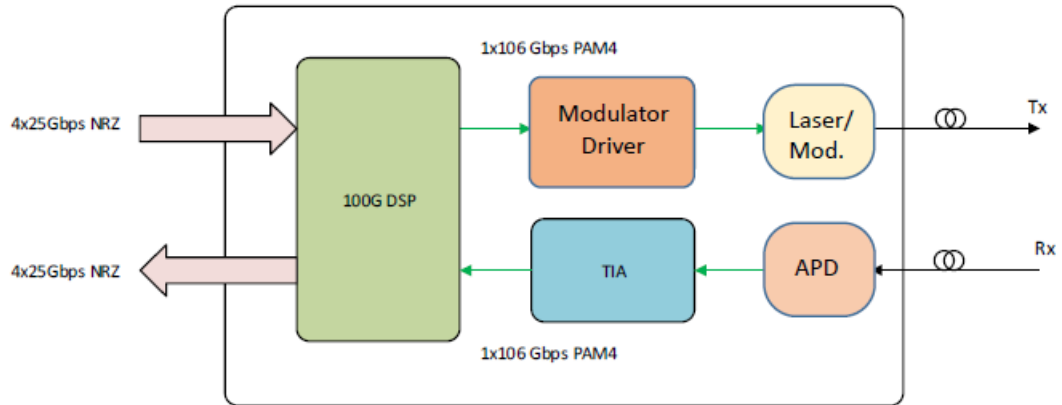 1x106 Gbps PAM4
4x25Gbps NRZ
Modulator
Driver
Laser/
Mod.
Tx
100G DSP
4x25Gbps NRZ
TIA
APD
Rx
1x106 Gbps PAM4